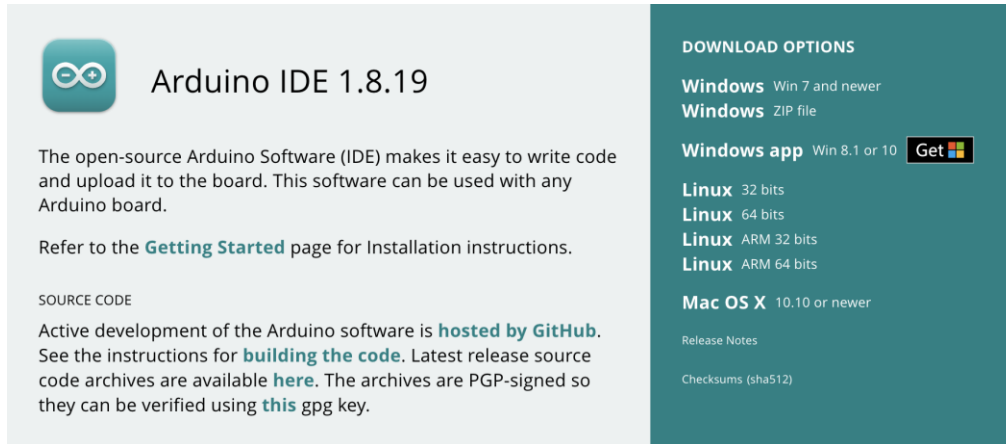 Arduino IDE 1.8.19
The open-source Arduino Software (IDE) makes it easy to write code
and upload it to the board. This software can be used with any
Arduino board.
Refer to the Getting Started page for Installation instructions.
SOURCE CODE
Active development of the Arduino software is hosted by GitHub.
See the instructions for building the code. Latest release source
code archives are available here. The archives are PGP-signed so
they can be verified using this gpg key.
DOWNLOAD OPTIONS
Windows Win 7 and newer
Windows ZIP file
Windows app Win 8.1 or 10 Get
Linux 32 bits
Linux 64 bits
Linux ARM 32 bits
Linux ARM 64 bits
Mac OS X 10.10 or newer
Release Notes
Checksums (sha512)